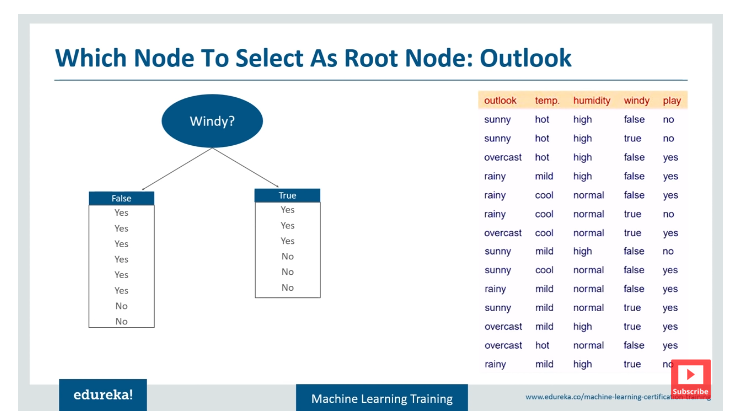 Which Node To Select As Root Node: Outlook
Windy?
False
Yes
Yes
Yes
Yes
Yes
Yes
No
No
True
Yes
Yes
Yes
No
No
No
outlook temp. humidity windy play
sunny hot high false no
sunny hot high true no
overcast hot high false yes
rainy mild high false yes
rainy cool normal false yes
rainy cool normal true no
overcast cool normal true yes
sunny mild high false no
sunny cool normal false yes
rainy mild normal false yes
sunny mild normal true yes
overcast mild high true yes
overcast hot normal false yes
rainy mild high true no
Subscribe
edureka!
Machine Learning Training
www.edureka.co/machine-learning-certification-training